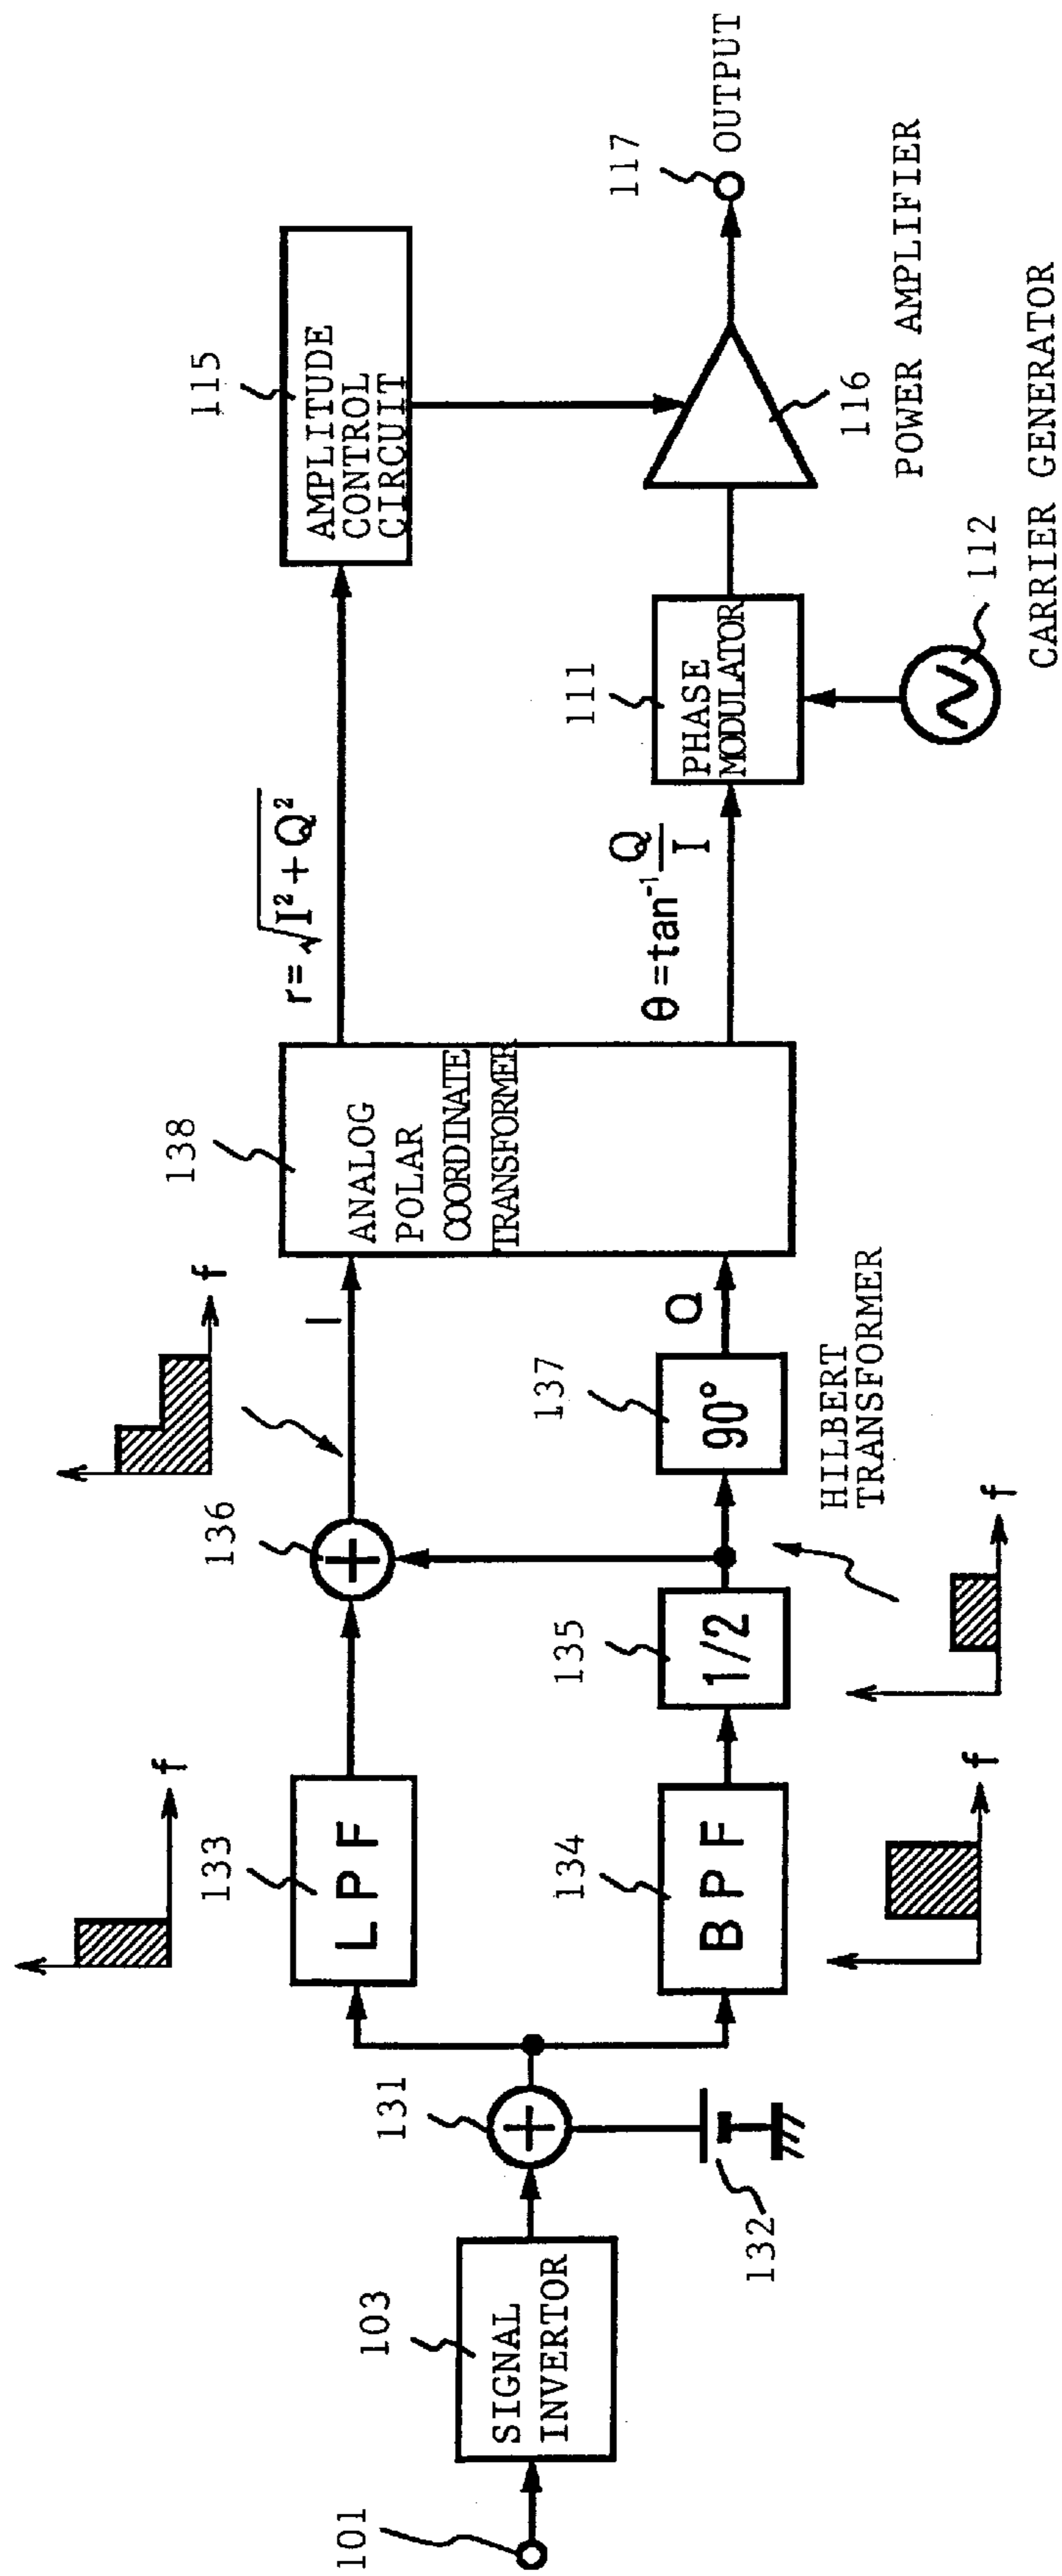 101
103
SIGNAL
INVERTOR
131
132
133
L P F
f
134
B P F
f
135
1/2
f
136
f
137
90°
HILBERT
TRANSFORMER
I
Q
138
ANALOG
POLAR
COORDINATE
TRANSFORMER
r=√I²+Q²
θ=tan⁻¹ Q/I
111
PHASE
MODULATOR
112
CARRIER GENERATOR
115
AMPLITUDE
CONTROL
CIRCUIT
116
POWER AMPLIFIER
117
OUTPUT